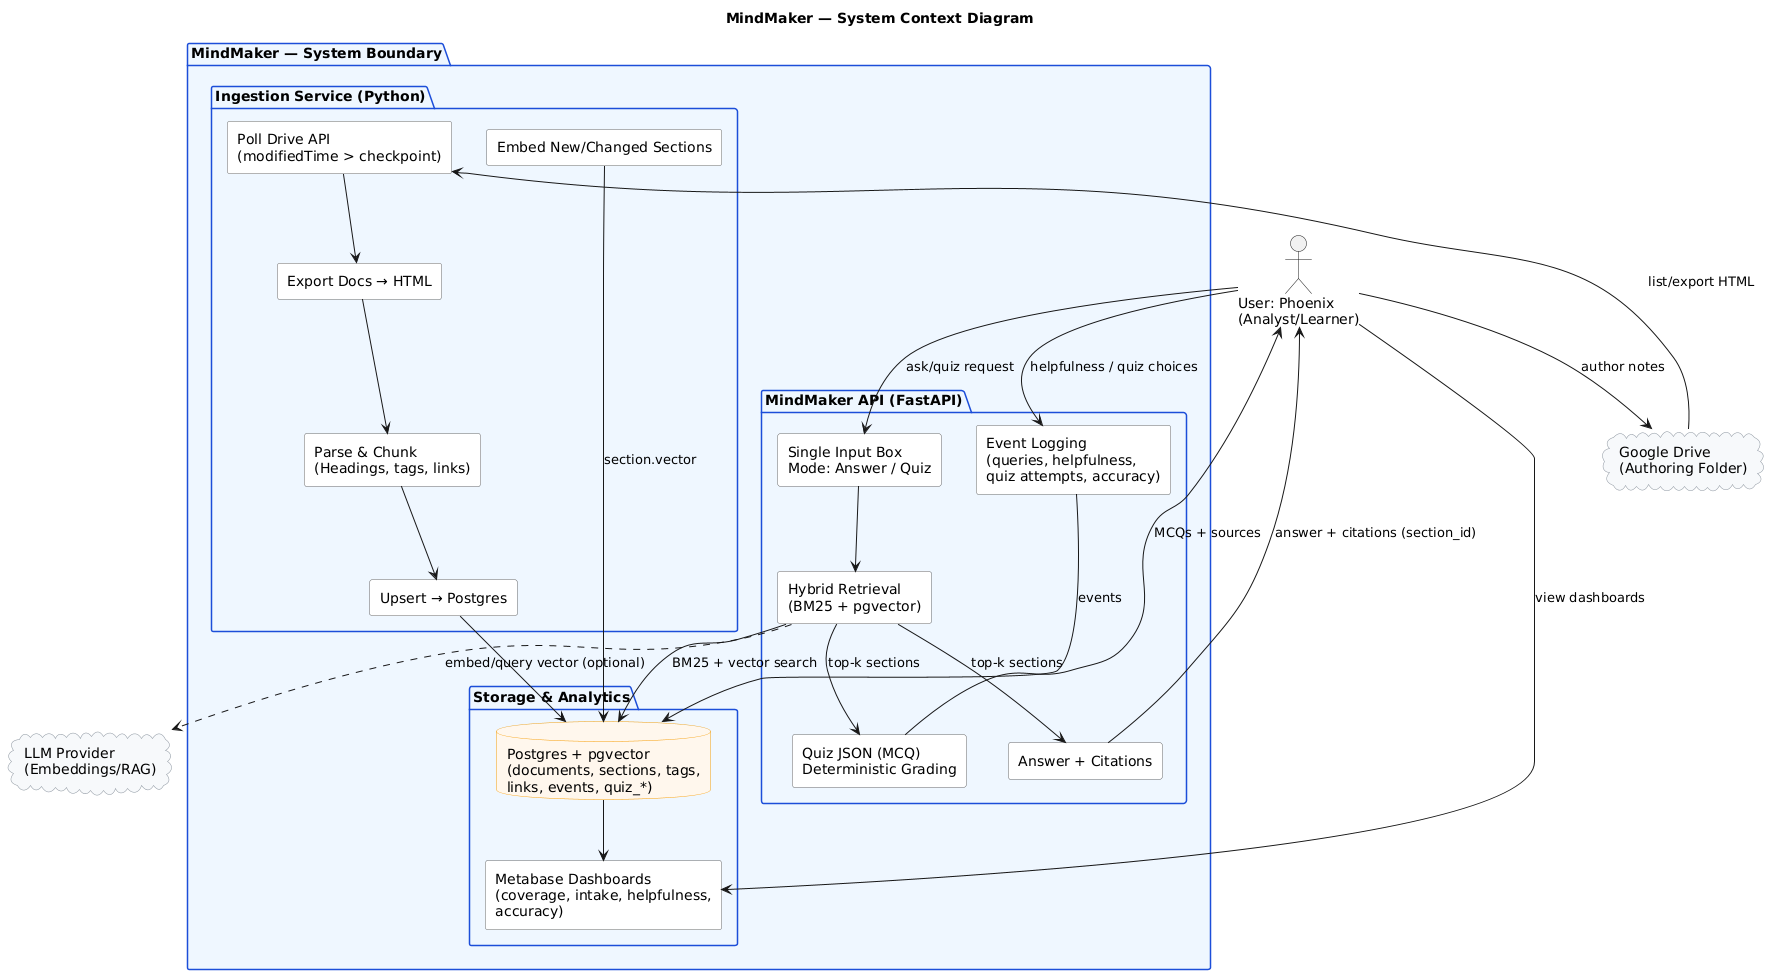 MindMaker — System Context Diagram
MindMaker — System Boundary
Ingestion Service (Python)
Poll Drive API
(modifiedTime > checkpoint)
Embed New/Changed Sections
Export Docs → HTML
Parse & Chunk
(Headings, tags, links)
Upsert → Postgres
section.vector
list/export HTML
User: Phoenix
(Analyst/Learner)
ask/quiz request
helpfulness / quiz choices
author notes
Google Drive
(Authoring Folder)
MindMaker API (FastAPI)
Single Input Box
Mode: Answer / Quiz
Event Logging
(queries, helpfulness,
quiz attempts, accuracy)
MCQs + sources
answer + citations (section_id)
Hybrid Retrieval
(BM25 + pgvector)
events
view dashboards
embed/query vector (optional)
BM25 + vector search
top-k sections
top-k sections
Quiz JSON (MCQ)
Deterministic Grading
Answer + Citations
LLM Provider
(Embeddings/RAG)
Storage & Analytics
Postgres + pgvector
(documents, sections, tags,
links, events, quiz_*)
Metabase Dashboards
(coverage, intake, helpfulness,
accuracy)